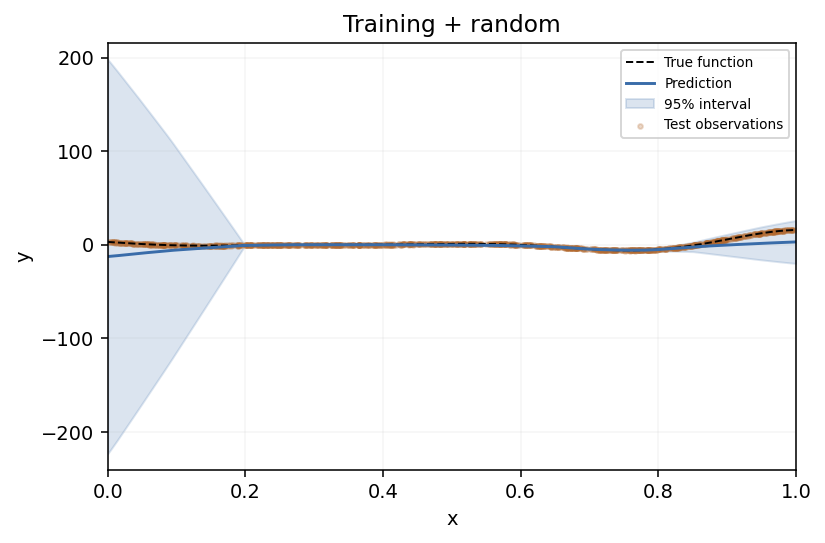 Training + random
200
100
0
−100
−200
y
0.0 0.2 0.4 0.6 0.8 1.0
x
True function
Prediction
95% interval
Test observations